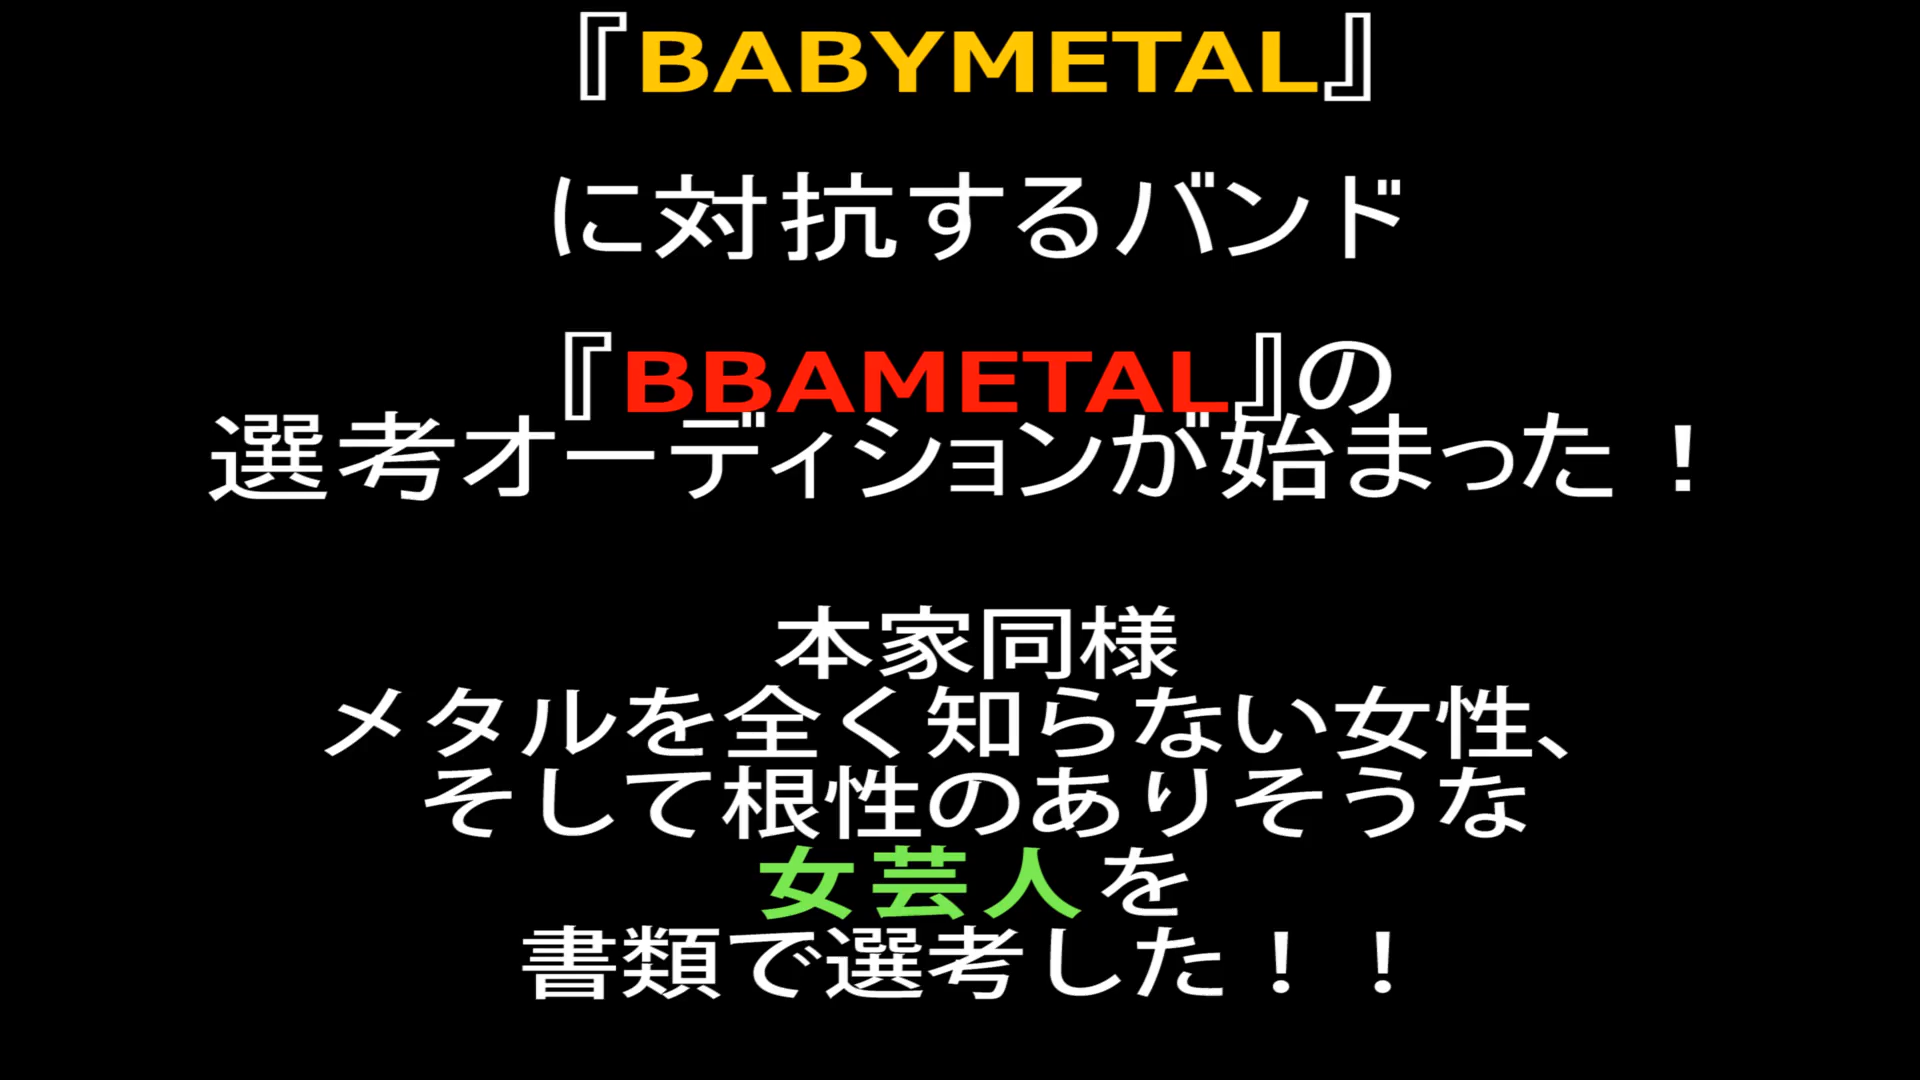 『BABYMETAL』
に対抗するバンド
『BBAMETAL』の
選考オーディションが始まった！
本家同様
メタルを全く知らない女性、
そして根性のありそうな
女芸人を
書類で選考した！！